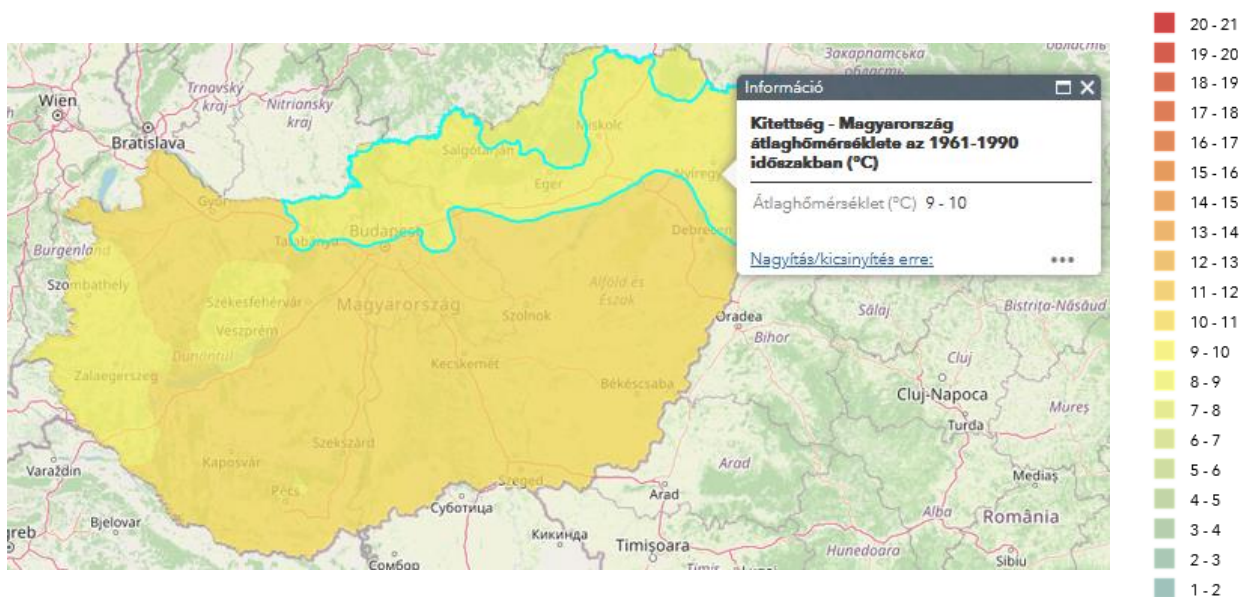 Wien
Bratislava
Trnavský
kraj
Nitriansky
kraj
Закарпатська
область
область
Győr
Tatabánya
Budapest
Salgótarján
Miskolc
Eger
Debrecen
Burgenland
Szombathely
Székesfehérvár
Veszprém
Dunántúl
Zalaegerszeg
Magyarország
Szolnok
Alföld és
Észak
Kecskemét
Békéscsaba
Szekszárd
Kaposvár
Pécs
Szeged
Varaždin
Bjelovar
greb
Суботица
Сомбор
Кикинда
Timișoara
Timiș
Arad
Arad
Oradea
Bihor
Sălaj
Bistrița-Năsăud
Cluj
Cluj-Napoca
Mureș
Turda
Mediaș
Alba
România
Hunedoara
Sibiu
Információ
Kitettség - Magyarország
átlaghőmérséklete az 1961-1990
időszakban (°C)
Átlaghőmérséklet (°C) 9 - 10
Nagyítás/kicsinyítés erre:
20 - 21
19 - 20
18 - 19
17 - 18
16 - 17
15 - 16
14 - 15
13 - 14
12 - 13
11 - 12
10 - 11
9 - 10
8 - 9
7 - 8
6 - 7
5 - 6
4 - 5
3 - 4
2 - 3
1 - 2